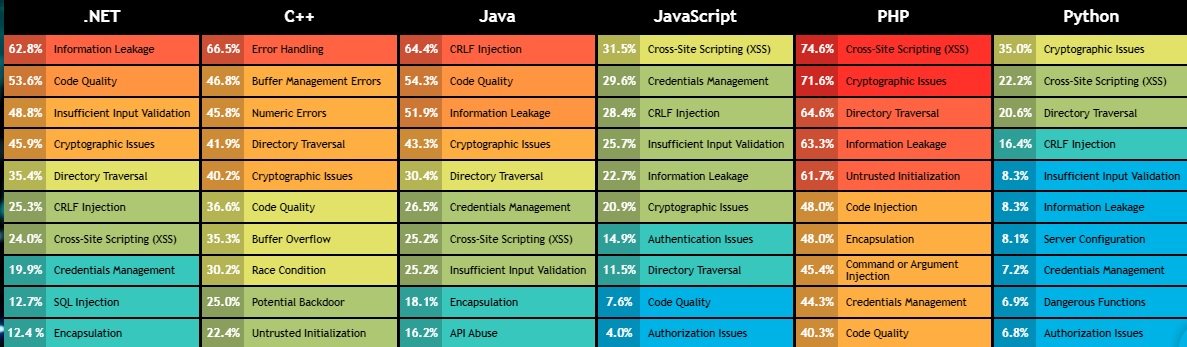 .NET C++ Java JavaScript PHP Python
62.8% Information Leakage 66.5% Error Handling 64.4% CRLF Injection 31.5% Cross-Site Scripting (XSS) 74.6% Cross-Site Scripting (XSS) 35.0% Cryptographic Issues
53.6% Code Quality 46.8% Buffer Management Errors 54.3% Code Quality 29.6% Credentials Management 71.6% Cryptographic Issues 22.2% Cross-Site Scripting (XSS)
48.8% Insufficient Input Validation 45.8% Numeric Errors 51.9% Information Leakage 28.4% CRLF Injection 64.6% Directory Traversal 20.6% Directory Traversal
45.9% Cryptographic Issues 41.9% Directory Traversal 43.3% Cryptographic Issues 25.7% Insufficient Input Validation 63.3% Information Leakage 16.4% CRLF Injection
35.4% Directory Traversal 40.2% Cryptographic Issues 30.4% Directory Traversal 22.7% Information Leakage 61.7% Untrusted Initialization 8.3% Insufficient Input Validation
25.3% CRLF Injection 36.6% Code Quality 26.5% Credentials Management 20.9% Cryptographic Issues 48.0% Code Injection 8.3% Information Leakage
24.0% Cross-Site Scripting (XSS) 35.3% Buffer Overflow 25.2% Cross-Site Scripting (XSS) 14.9% Authentication Issues 48.0% Encapsulation 8.1% Server Configuration
19.9% Credentials Management 30.2% Race Condition 25.2% Insufficient Input Validation 11.5% Directory Traversal 45.4% Command or Argument Injection 7.2% Credentials Management
12.7% SQL Injection 25.0% Potential Backdoor 18.1% Encapsulation 7.6% Code Quality 44.3% Credentials Management 6.9% Dangerous Functions
12.4 % Encapsulation 22.4% Untrusted Initialization 16.2% API Abuse 4.0% Authorization Issues 40.3% Code Quality 6.8% Authorization Issues